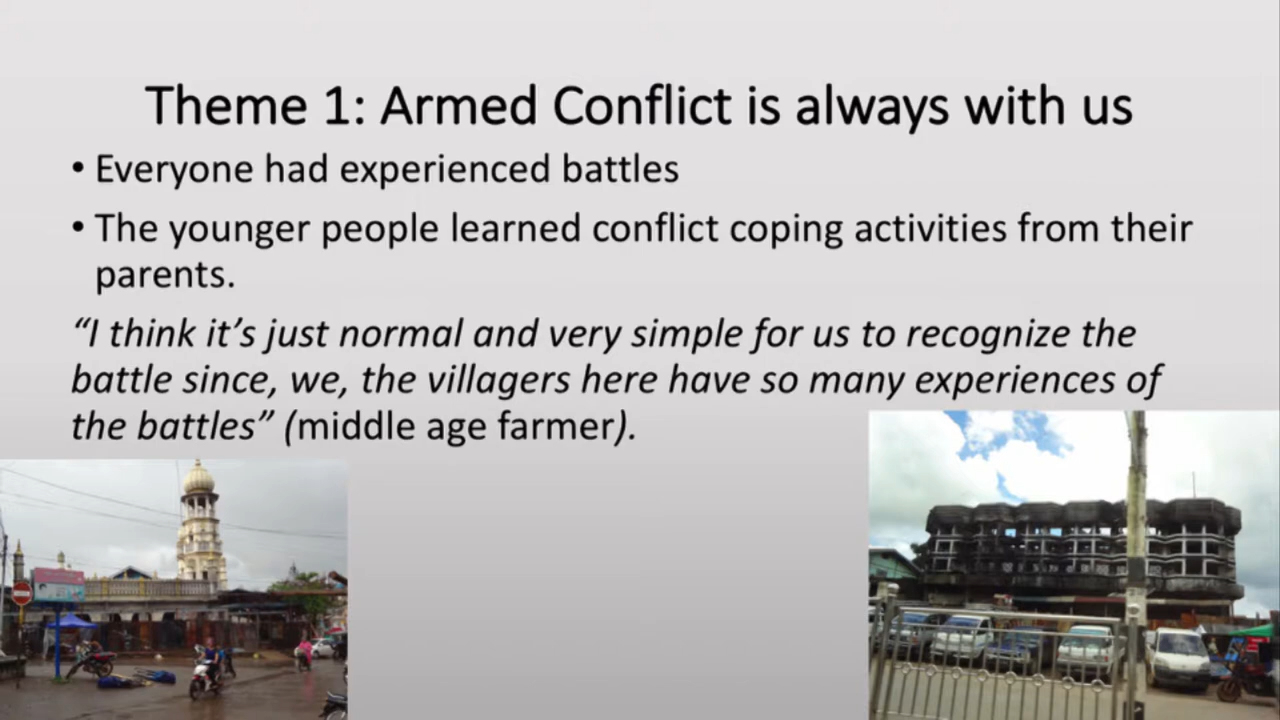 Theme 1: Armed Conflict is always with us
• Everyone had experienced battles
• The younger people learned conflict coping activities from their
parents.
“I think it’s just normal and very simple for us to recognize the
battle since, we, the villagers here have so many experiences of
the battles” (middle age farmer).